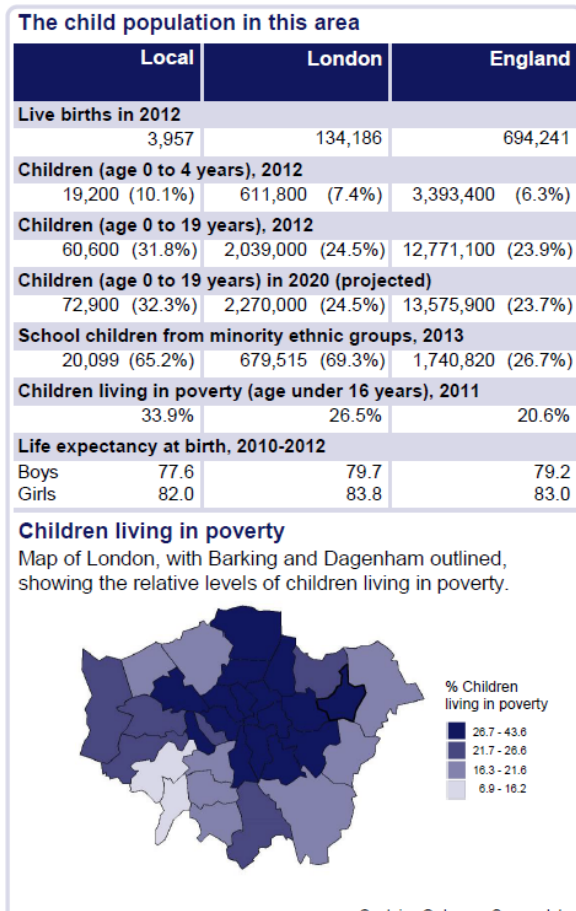 The child population in this area
Local London England
Live births in 2012
3,957 134,186 694,241
Children (age 0 to 4 years), 2012
19,200 (10.1%) 611,800 (7.4%) 3,393,400 (6.3%)
Children (age 0 to 19 years), 2012
60,600 (31.8%) 2,039,000 (24.5%) 12,771,100 (23.9%)
Children (age 0 to 19 years) in 2020 (projected)
72,900 (32.3%) 2,270,000 (24.5%) 13,575,900 (23.7%)
School children from minority ethnic groups, 2013
20,099 (65.2%) 679,515 (69.3%) 1,740,820 (26.7%)
Children living in poverty (age under 16 years), 2011
33.9% 26.5% 20.6%
Life expectancy at birth, 2010-2012
Boys 77.6 79.7 79.2
Girls 82.0 83.8 83.0
Children living in poverty
Map of London, with Barking and Dagenham outlined,
showing the relative levels of children living in poverty.
% Children
living in poverty
26.7 - 43.6
21.7 - 26.6
16.3 - 21.6
6.9 - 16.2